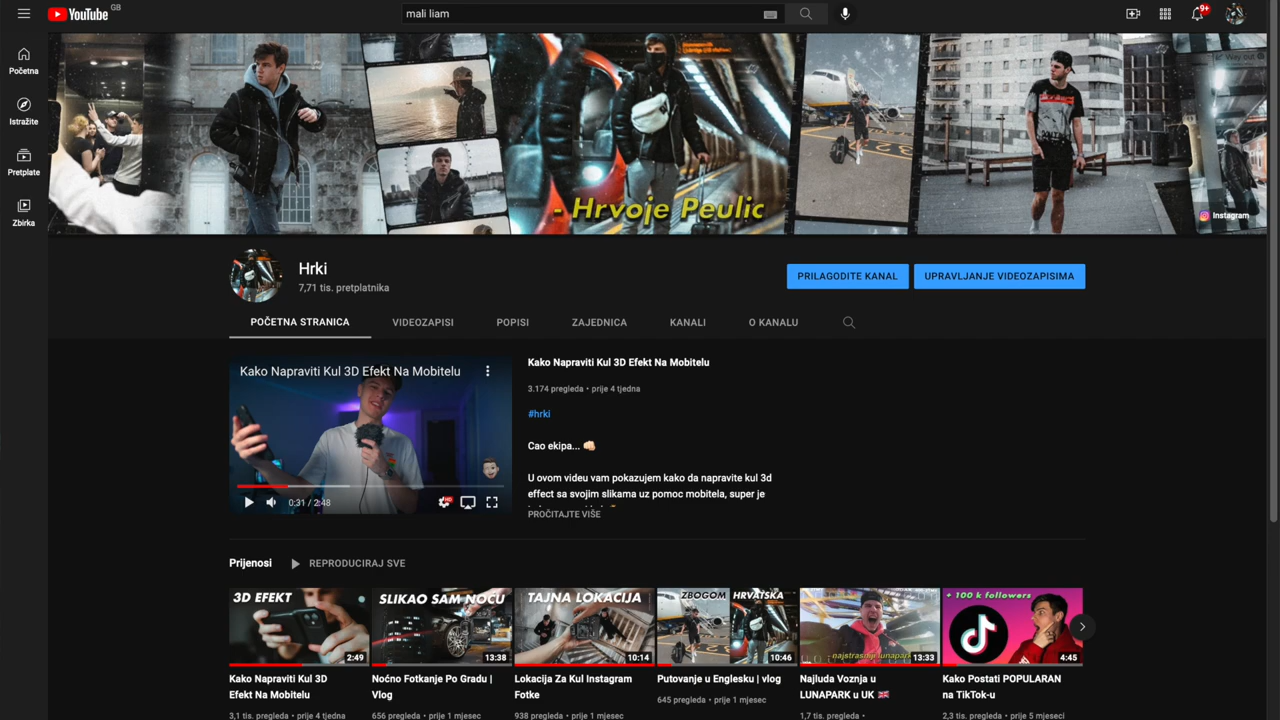 YouTube GB
mali liam
9+
Početna
Istražite
Pretplate
Zbirka
- Hrvoje Peulic
Instagram
Hrki
7,71 tis. pretplatnika
PRILAGODITE KANAL
UPRAVLJANJE VIDEOZAPISIMA
POČETNA STRANICA
VIDEOZAPISI
POPISI
ZAJEDNICA
KANALI
O KANALU
Kako Napraviti Kul 3D Efekt Na Mobitelu
HD
0:31 / 2:48
Kako Napraviti Kul 3D Efekt Na Mobitelu
3.174 pregleda • prije 4 tjedna
#hrki
Cao ekipa... 👊🏻
U ovom videu vam pokazujem kako da napravite kul 3d
effect sa svojim slikama uz pomoc mobitela, super je
PROČITAJTE VIŠE
Prijenosi
REPRODUCIRAJ SVE
3D EFEKT
2:49
Kako Napraviti Kul 3D
Efekt Na Mobitelu
3,1 tis. pregleda • prije 4 tjedna
SLIKAO SAM NOĆU
13:38
Noćno Fotkanje Po Gradu |
Vlog
656 pregleda • prije 1 mjesec
TAJNA LOKACIJA
10:14
Lokacija Za Kul Instagram
Fotke
938 pregleda • prije 1 mjesec
ZBOGOM HRVATSKA
10:46
Putovanje u Englesku | vlog
645 pregleda • prije 1 mjesec
najstrasniji lunapark
13:33
Najluda Voznja u
LUNAPARK u UK 🇬🇧
1,7 tis. pregleda •
+ 100 k followers
4:45
Kako Postati POPULARAN
na TikTok-u
2,3 tis. pregleda • prije 5 mjeseci